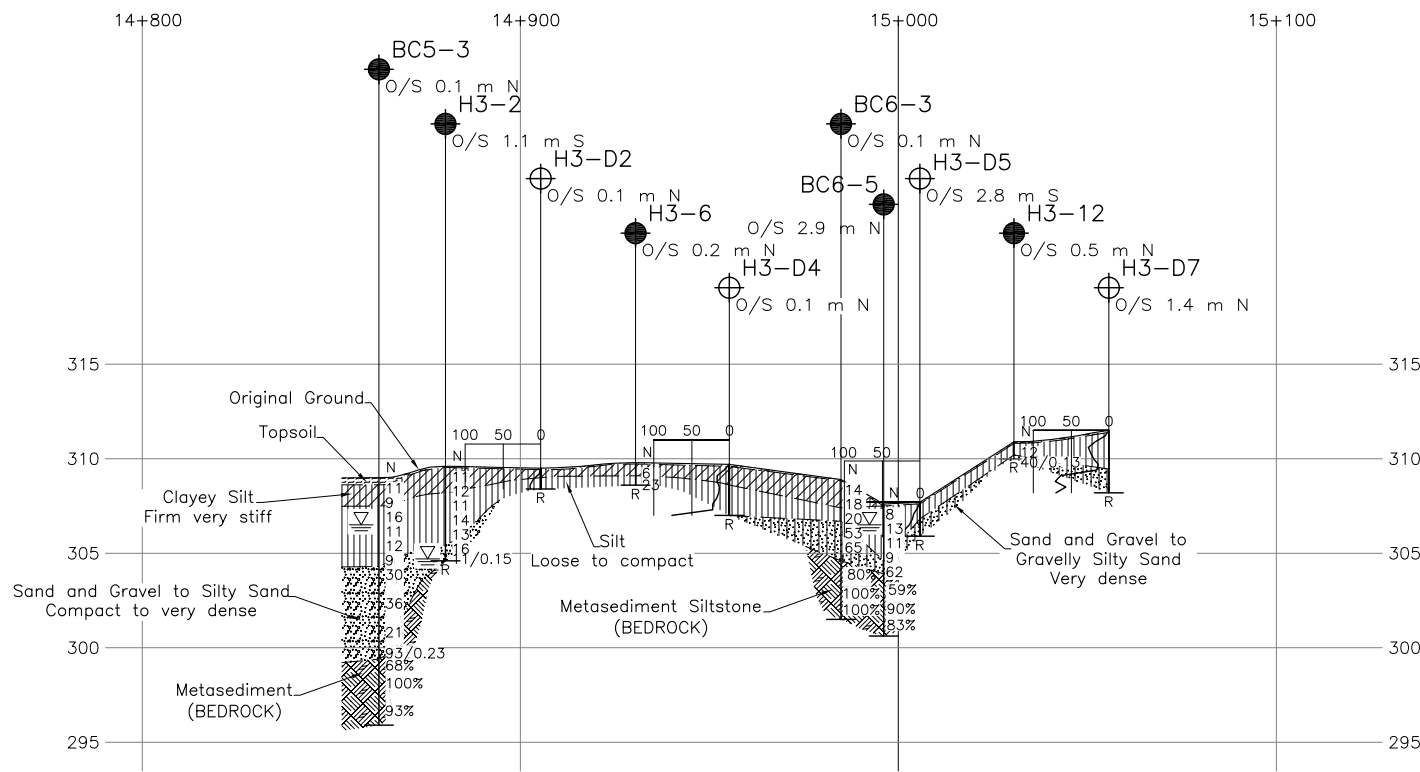 14+800
14+900
15+000
15+100
BC5-3
O/S 0.1 m N
H3-2
O/S 1.1 m S
H3-D2
O/S 0.1 m N
H3-6
O/S 0.2 m N
H3-D4
O/S 0.1 m N
BC6-3
O/S 0.1 m N
BC6-5
O/S 2.9 m N
H3-D5
O/S 2.8 m S
H3-12
O/S 0.5 m N
H3-D7
O/S 1.4 m N
315
315
310
310
305
305
300
300
295
295
Original Ground
Topsoil
Clayey Silt
Firm very stiff
Sand and Gravel to Silty Sand
Compact to very dense
Metasediment
(BEDROCK)
N
11
9
16
11
12
9
30
36
21
93/0.23
68%
100%
93%
N
11
12
11
14
13
16
R
100 50 0
R
Silt
Loose to compact
N
6
23
R
100 50 0
R
Metasediment Siltstone
(BEDROCK)
100 50 0
N
14
18
20
53
65
80%
100%
100%
N
8
13
11
9
62
59%
90%
83%
R
Sand and Gravel to
Gravelly Silty Sand
Very dense
N
12
40/0.13
R
100 50 0
R